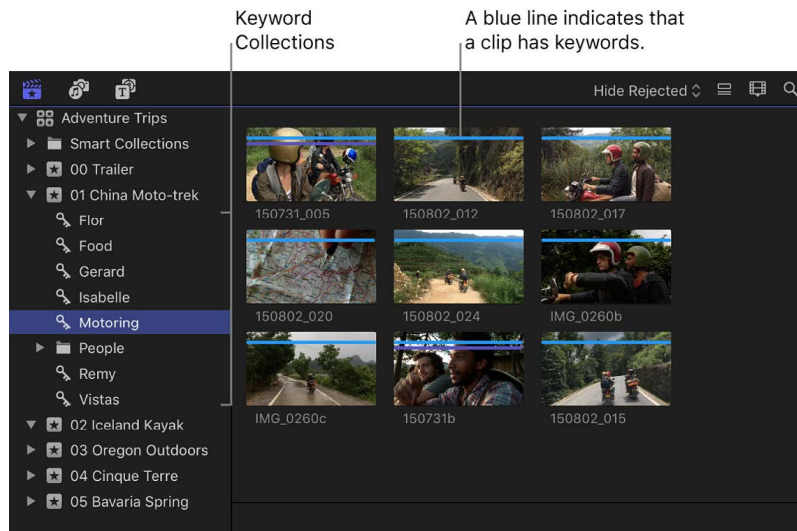 Keyword
Collections
A blue line indicates that
a clip has keywords.
Hide Rejected
Adventure Trips
Smart Collections
00 Trailer
01 China Moto-trek
Flor
Food
Gerard
Isabelle
Motoring
People
Remy
Vistas
02 Iceland Kayak
03 Oregon Outdoors
04 Cinque Terre
05 Bavaria Spring
150731_005
150802_012
150802_017
150802_020
150802_024
IMG_0260b
IMG_0260c
150731b
150802_015